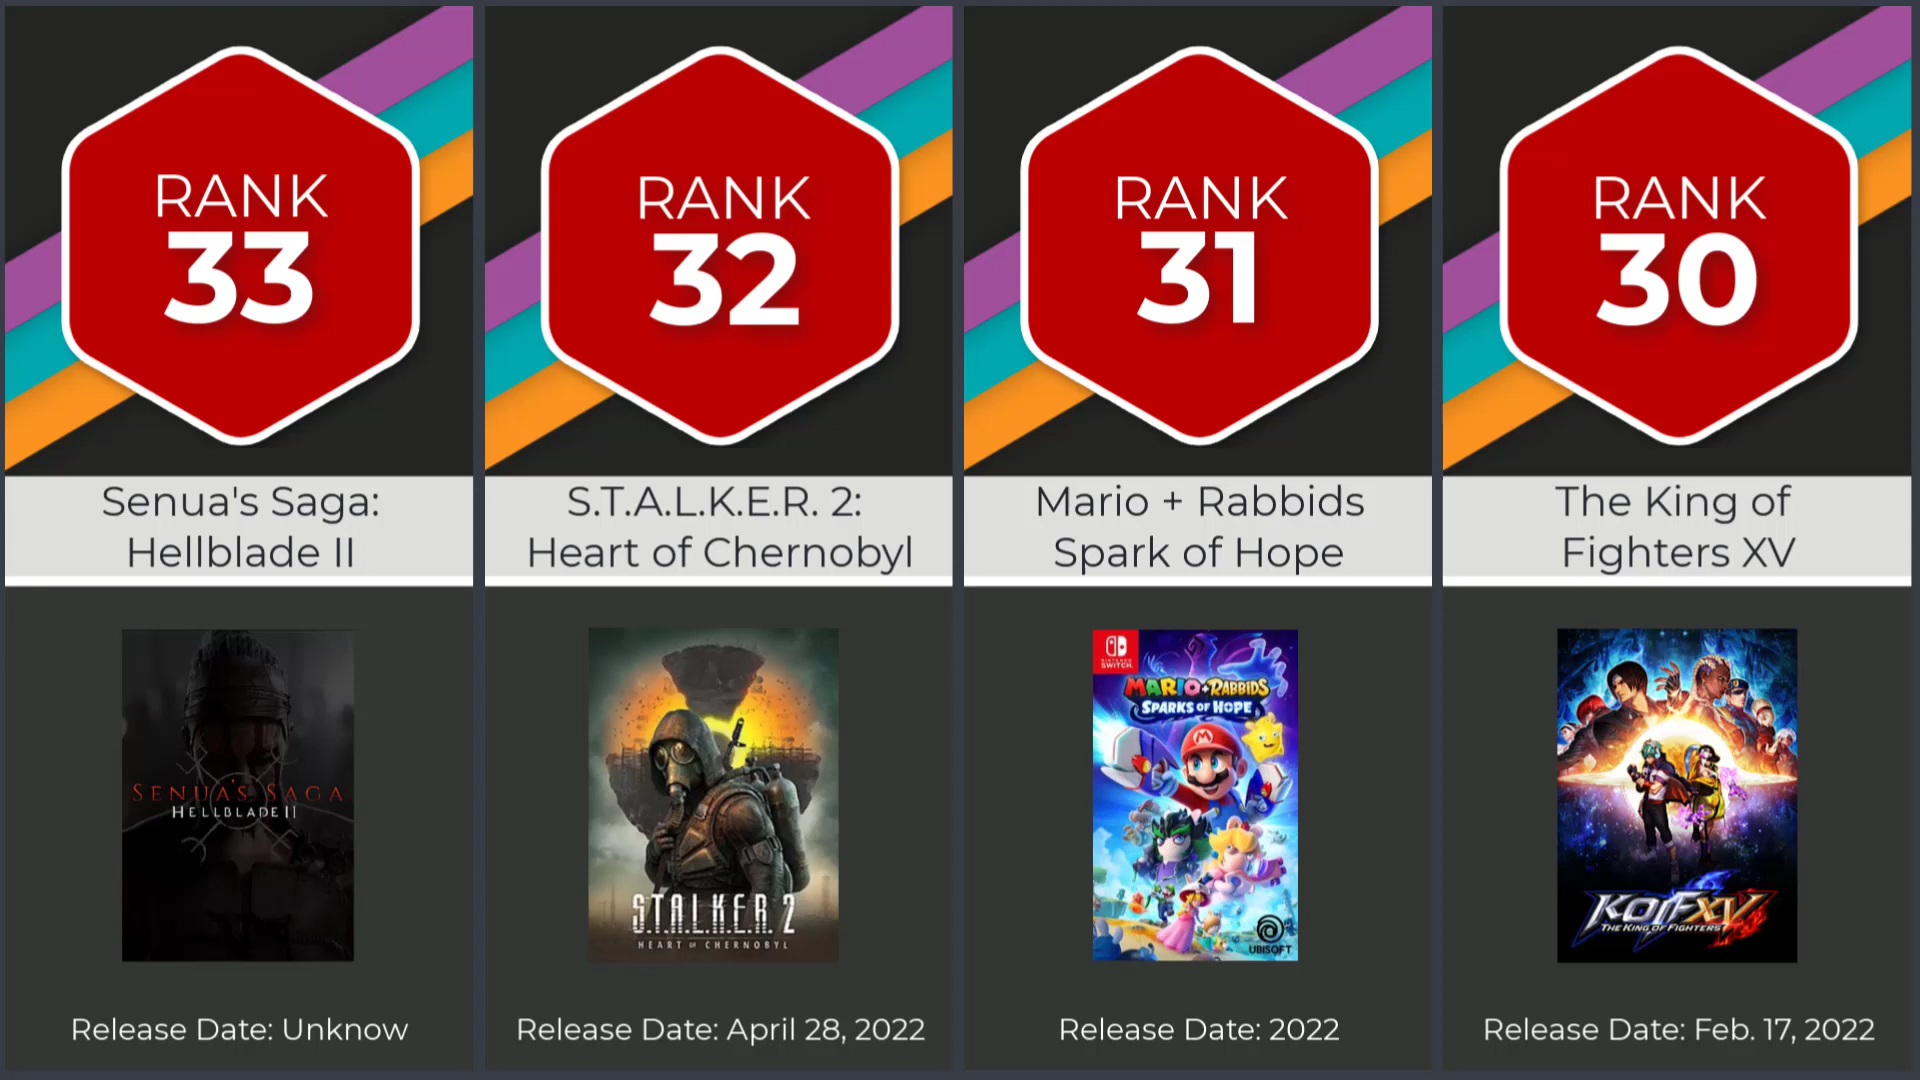 RANK
33
Senua's Saga:
Hellblade II
SENUA'S SAGA
HELLBLADE II
Release Date: Unknow
RANK
32
S.T.A.L.K.E.R. 2:
Heart of Chernobyl
S.T.A.L.K.E.R. 2
HEART OF CHERNOBYL
Release Date: April 28, 2022
RANK
31
Mario + Rabbids
Spark of Hope
NINTENDO
SWITCH
MARIO + RABBIDS
SPARKS OF HOPE
UBISOFT
Release Date: 2022
RANK
30
The King of
Fighters XV
KOFXV
THE KING OF FIGHTERS
Release Date: Feb. 17, 2022